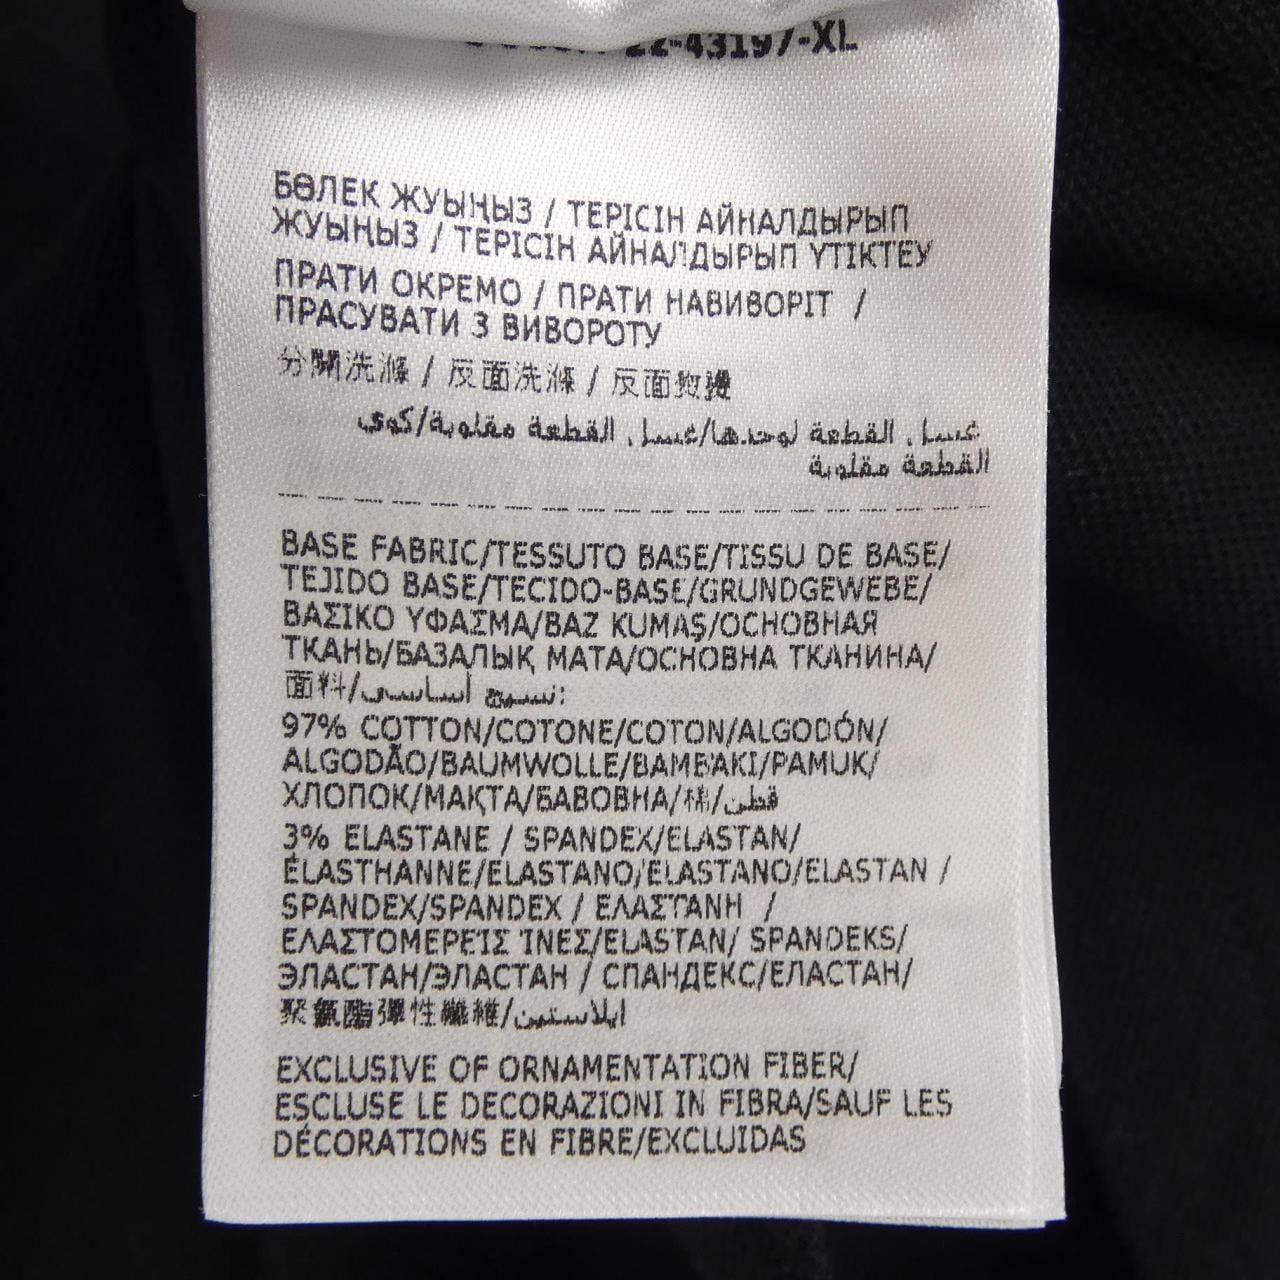 22-43197-XL
БӨЛЕК ЖУЫҢЫЗ / ТЕРІСІН АЙНАЛДЫРЫП
ЖУЫҢЫЗ / ТЕРІСІН АЙНАЛДЫРЫП ҮТІКТЕУ
ПРАТИ ОКРЕМО / ПРАТИ НАВИВОРІТ /
ПРАСУВАТИ З ВИВОРОТУ
分開洗滌 / 反面洗滌 / 反面熨燙
غسل القطعة لوحدها/غسل القطعة مقلوبة/كوي
القطعة مقلوبة
BASE FABRIC/TESSUTO BASE/TISSU DE BASE/
TEJIDO BASE/TECIDO-BASE/GRUNDGEWEBE/
ΒΑΣΙΚΟ ΥΦΑΣΜΑ/BAZ KUMAŞ/ОСНОВНАЯ
ТКАНЬ/БАЗАЛЫҚ МАТА/ОСНОВНА ТКАНИНА/
面料/نسيج أساسي:
97% COTTON/COTONE/COTON/ALGODÓN/
ALGODÃO/BAUMWOLLE/ΒΑΜΒΑΚΙ/PAMUK/
ХЛОПОК/МАҚТА/БАВОВНА/棉/قطن
3% ELASTANE / SPANDEX/ELASTAN/
ÉLASTHANNE/ELASTANO/ELASTANO/ELASTAN /
SPANDEX/SPANDEX / ΕΛΑΣΤΑΝΗ /
ΕΛΑΣΤΟΜΕΡΕΊΣ ΊΝΕΣ/ELASTAN/ SPANDEKS/
ЭЛАСТАН/ЭЛАСТАН / СПАНДЕКС/ЕЛАСТАН/
聚氨酯彈性纖維/ايلاستين
EXCLUSIVE OF ORNAMENTATION FIBER/
ESCLUSE LE DECORAZIONI IN FIBRA/SAUF LES
DÉCORATIONS EN FIBRE/EXCLUIDAS